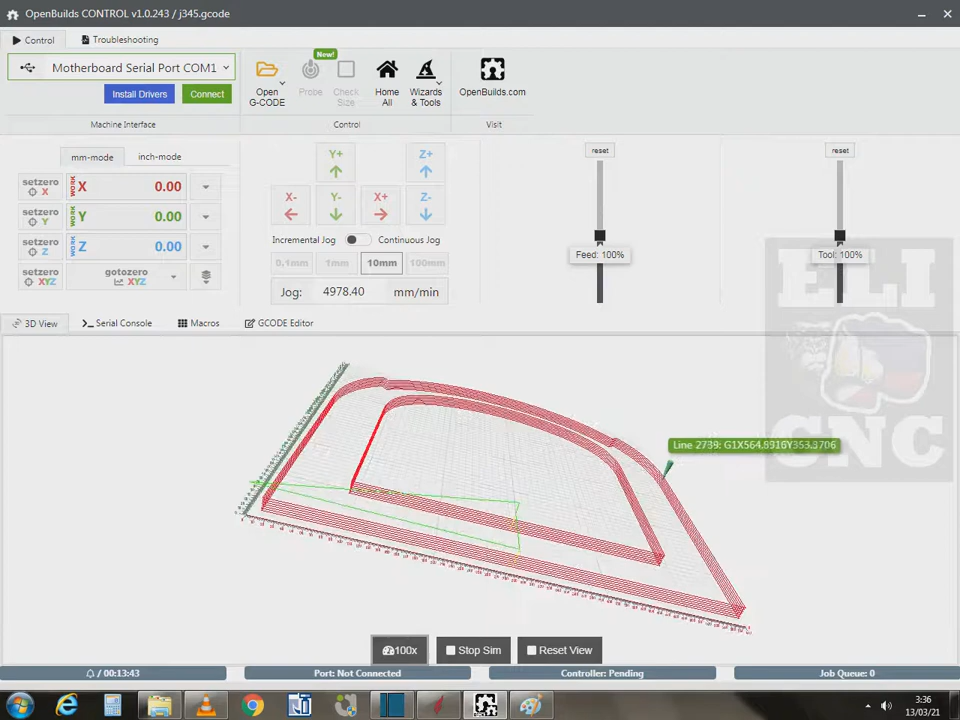 OpenBuilds CONTROL v1.0.243 / j345.gcode
Control
Troubleshooting
Motherboard Serial Port COM1
Install Drivers
Connect
Machine Interface
New!
Open
G-CODE
Probe
Check
Size
Home
All
Wizards
& Tools
Control
OpenBuilds.com
Visit
mm-mode
inch-mode
setzero
X
WORK
X
0.00
setzero
Y
WORK
Y
0.00
setzero
Z
WORK
Z
0.00
setzero
XYZ
gotozero
XYZ
Y+
Z+
X-
Y-
X+
Z-
Incremental Jog
Continuous Jog
0.1mm
1mm
10mm
100mm
Jog:
4978.40
mm/min
reset
Feed: 100%
reset
Tool: 100%
ELI
CNC
3D View
Serial Console
Macros
GCODE Editor
Line 2739: G1X564.8916Y353.3706
100x
Stop Sim
Reset View
/ 00:13:43
Port: Not Connected
Controller: Pending
Job Queue: 0
3:36
13/03/21